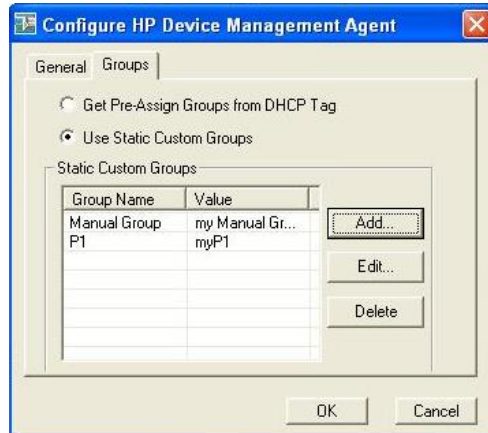 Configure HP Device Management Agent
General Groups
Get Pre-Assign Groups from DHCP Tag
Use Static Custom Groups
Static Custom Groups
Group Name Value
Manual Group my Manual Gr...
P1 myP1
Add...
Edit...
Delete
OK Cancel